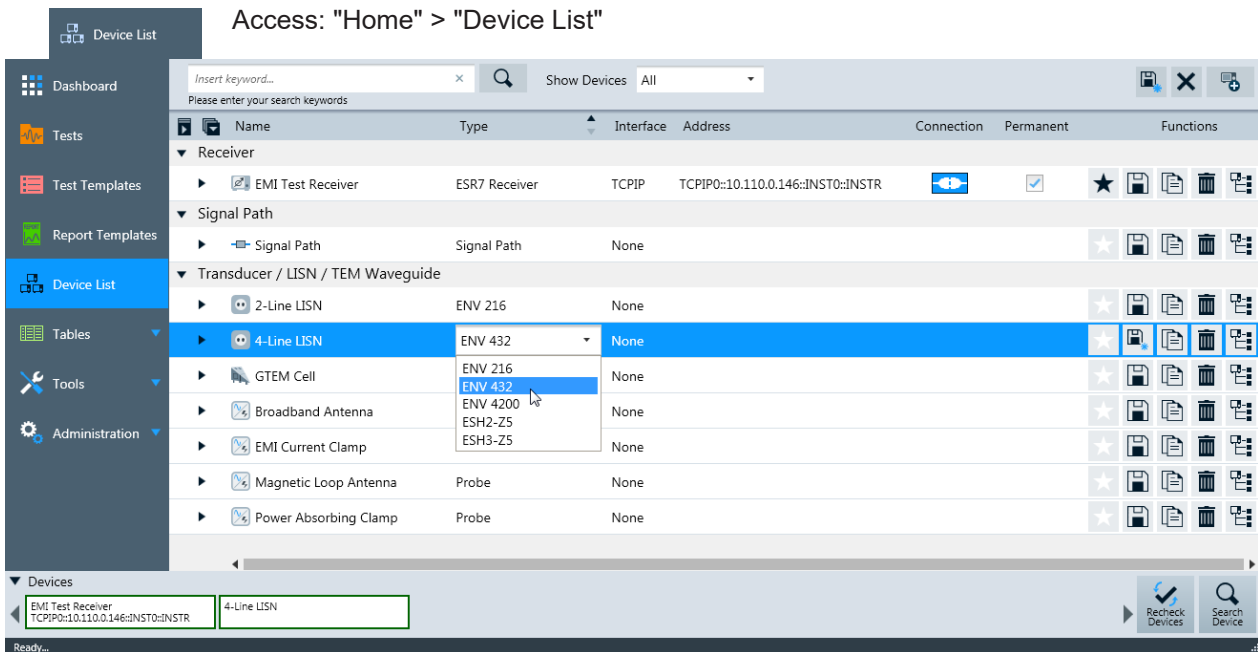 Access: "Home" > "Device List"
Device List
Dashboard
Tests
Test Templates
REPORT
Report Templates
Device List
Tables
Tools
Administration
Insert keyword... × Show Devices All
Please enter your search keywords
Name Type Interface Address Connection Permanent Functions
Receiver
EMI Test Receiver ESR7 Receiver TCPIP TCPIP0::10.110.0.146::INST0::INSTR
Signal Path
Signal Path Signal Path None
Transducer / LISN / TEM Waveguide
2-Line LISN ENV 216 None
4-Line LISN ENV 432 None
ENV 216
ENV 432
ENV 4200
ESH2-Z5
ESH3-Z5
GTEM Cell None
Broadband Antenna None
EMI Current Clamp None
Magnetic Loop Antenna Probe None
Power Absorbing Clamp Probe None
Devices
EMI Test Receiver
TCPIP0::10.110.0.146::INST0::INSTR
4-Line LISN
Recheck
Devices
Search
Device
Ready...